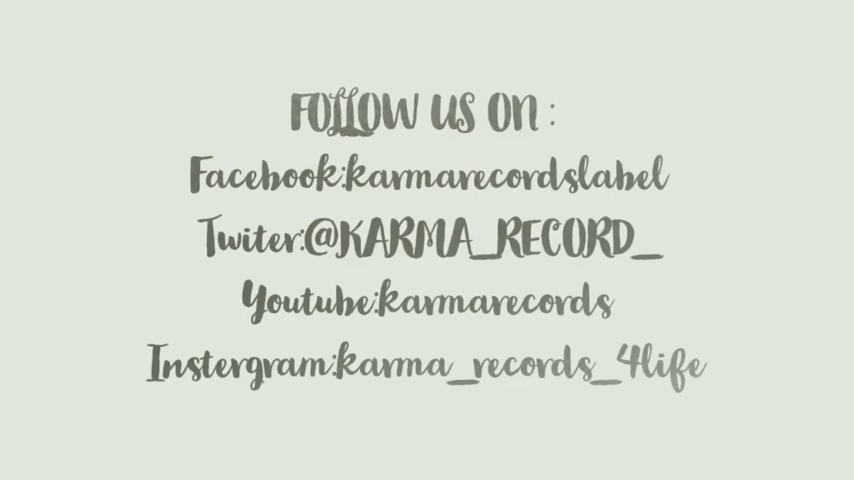 FOLLOW US ON :
Facebook:karmarecordslabel
Twiter:@KARMA_RECORD_
Youtube:karmarecords
Instergram:karma_records_4life